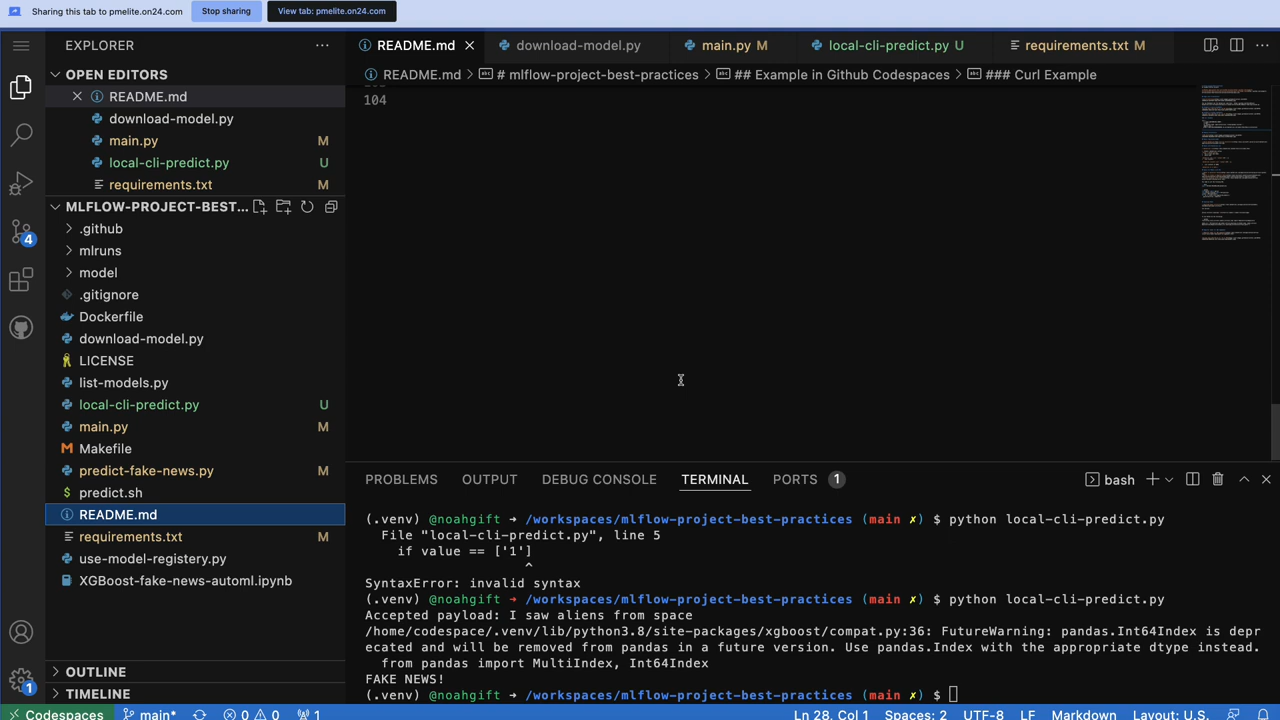 Sharing this tab to pmelite.on24.com Stop sharing View tab: pmelite.on24.com
EXPLORER
OPEN EDITORS
README.md
download-model.py
main.py M
local-cli-predict.py U
requirements.txt M
MLFLOW-PROJECT-BEST...
.github
mlruns
model
.gitignore
Dockerfile
download-model.py
LICENSE
list-models.py
local-cli-predict.py U
main.py M
Makefile
predict-fake-news.py M
predict.sh
README.md
requirements.txt M
use-model-registery.py
XGBoost-fake-news-automl.ipynb
OUTLINE
TIMELINE
4
1
README.md download-model.py main.py M local-cli-predict.py U requirements.txt M
README.md > # mlflow-project-best-practices > ## Example in Github Codespaces > ### Curl Example
104
PROBLEMS OUTPUT DEBUG CONSOLE TERMINAL PORTS 1 bash
(.venv) @noahgift ➜ /workspaces/mlflow-project-best-practices (main ✗) $ python local-cli-predict.py
File "local-cli-predict.py", line 5
if value == ['1']
^
SyntaxError: invalid syntax
(.venv) @noahgift ➜ /workspaces/mlflow-project-best-practices (main ✗) $ python local-cli-predict.py
Accepted payload: I saw aliens from space
/home/codespace/.venv/lib/python3.8/site-packages/xgboost/compat.py:36: FutureWarning: pandas.Int64Index is depr
ecated and will be removed from pandas in a future version. Use pandas.Index with the appropriate dtype instead.
from pandas import MultiIndex, Int64Index
FAKE NEWS!
(.venv) @noahgift ➜ /workspaces/mlflow-project-best-practices (main ✗) $
Codespaces main* 0 0 1 Ln 28, Col 1 Spaces: 2 UTF-8 LF Markdown Layout: U.S.